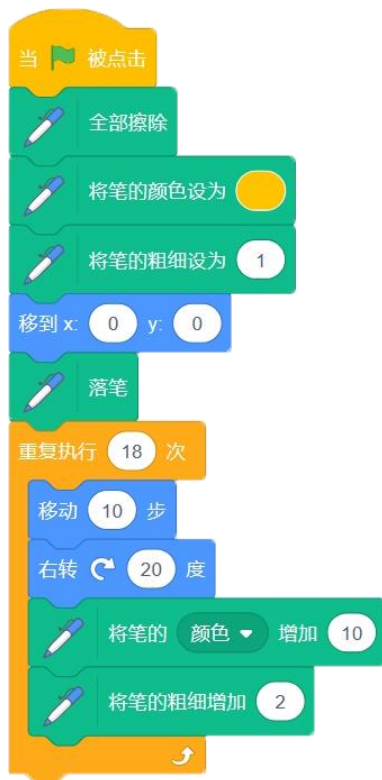 当 被点击
全部擦除
将笔的颜色设为
将笔的粗细设为 1
移到 x: 0 y: 0
落笔
重复执行 18 次
移动 10 步
右转 20 度
将笔的 颜色 增加 10
将笔的粗细增加 2